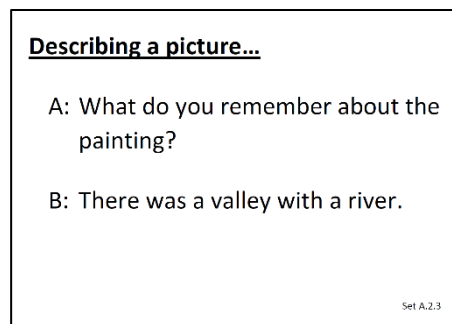 Describing a picture…
A: What do you remember about the
painting?
B: There was a valley with a river.
Set A.2.3